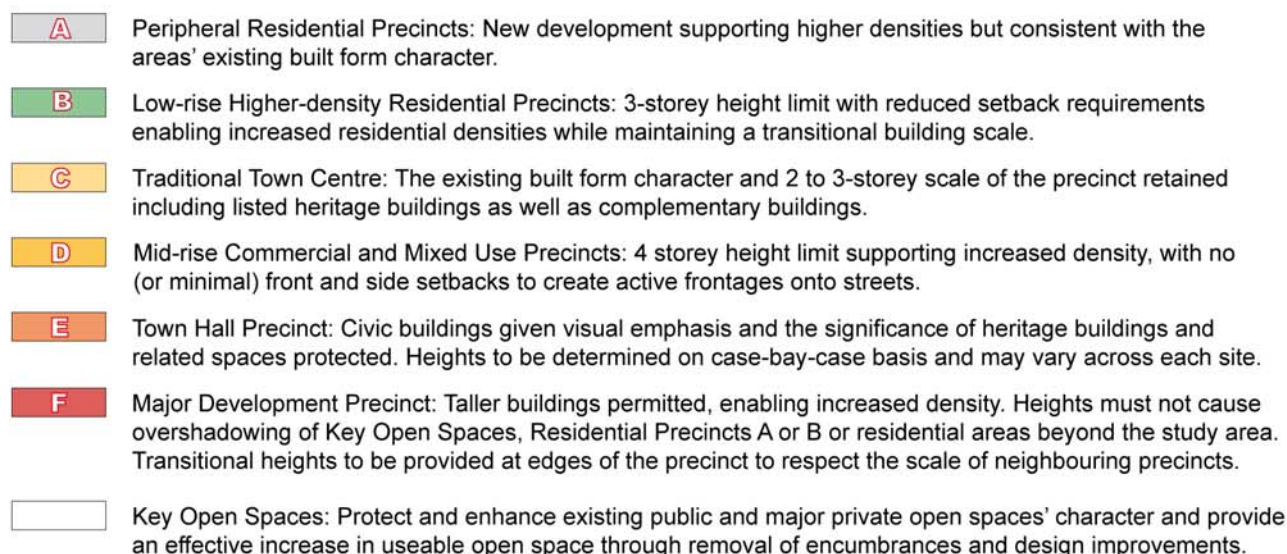 A Peripheral Residential Precincts: New development supporting higher densities but consistent with the
areas' existing built form character.
B Low-rise Higher-density Residential Precincts: 3-storey height limit with reduced setback requirements
enabling increased residential densities while maintaining a transitional building scale.
C Traditional Town Centre: The existing built form character and 2 to 3-storey scale of the precinct retained
including listed heritage buildings as well as complementary buildings.
D Mid-rise Commercial and Mixed Use Precincts: 4 storey height limit supporting increased density, with no
(or minimal) front and side setbacks to create active frontages onto streets.
E Town Hall Precinct: Civic buildings given visual emphasis and the significance of heritage buildings and
related spaces protected. Heights to be determined on case-bay-case basis and may vary across each site.
F Major Development Precinct: Taller buildings permitted, enabling increased density. Heights must not cause
overshadowing of Key Open Spaces, Residential Precincts A or B or residential areas beyond the study area.
Transitional heights to be provided at edges of the precinct to respect the scale of neighbouring precincts.
Key Open Spaces: Protect and enhance existing public and major private open spaces' character and provide
an effective increase in useable open space through removal of encumbrances and design improvements.